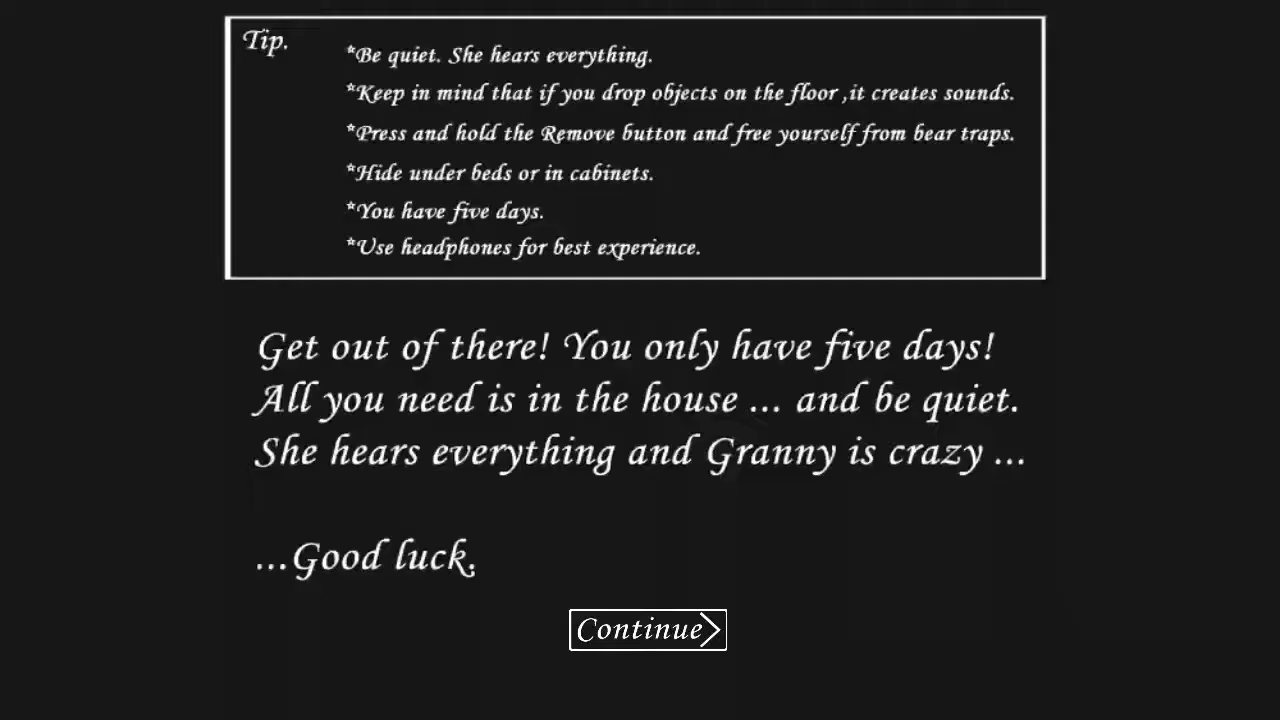 Tip.
*Be quiet. She hears everything.
*Keep in mind that if you drop objects on the floor ,it creates sounds.
*Press and hold the Remove button and free yourself from bear traps.
*Hide under beds or in cabinets.
*You have five days.
*Use headphones for best experience.
Get out of there! You only have five days!
All you need is in the house ... and be quiet.
She hears everything and Granny is crazy ...
...Good luck.
Continue